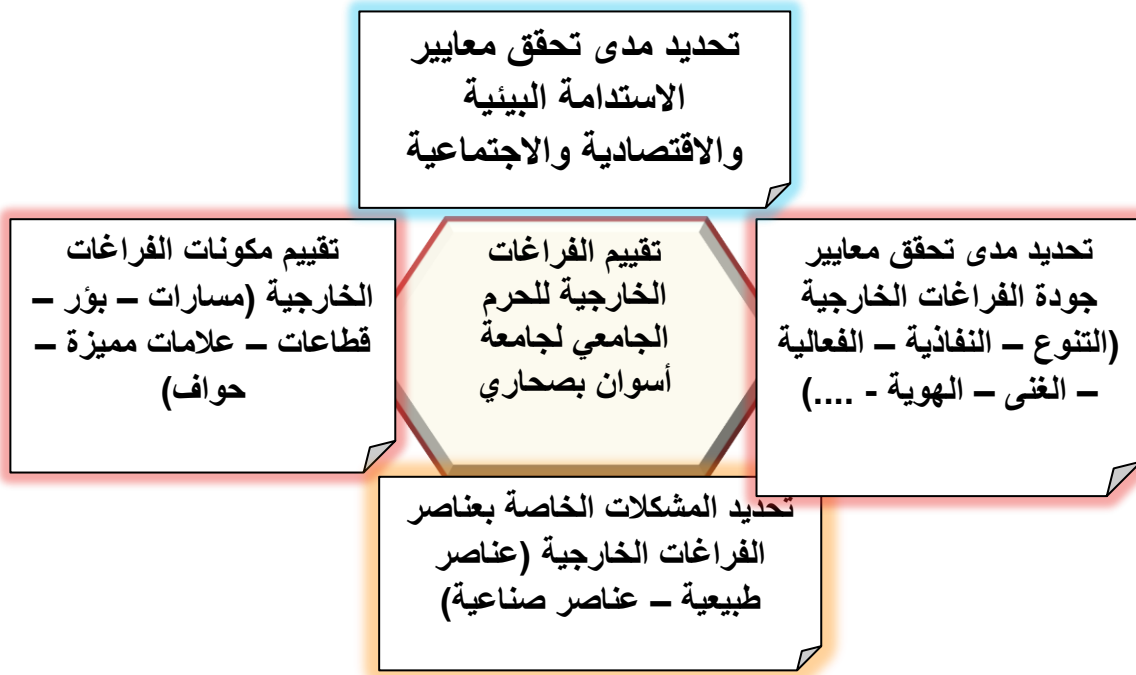 تحديد مدى تحقق معايير
الاستدامة البيئية
والاقتصادية والاجتماعية
تحديد مدى تحقق معايير
جودة الفراغات الخارجية
(التنوع – النفاذية – الفعالية
– الغنى – الهوية - ....)
تقييم الفراغات
الخارجية للحرم
الجامعي لجامعة
أسوان بصحاري
تقييم مكونات الفراغات
الخارجية (مسارات – بؤر –
قطاعات – علامات مميزة –
حواف)
تحديد المشكلات الخاصة بعناصر
الفراغات الخارجية (عناصر
طبيعية – عناصر صناعية)